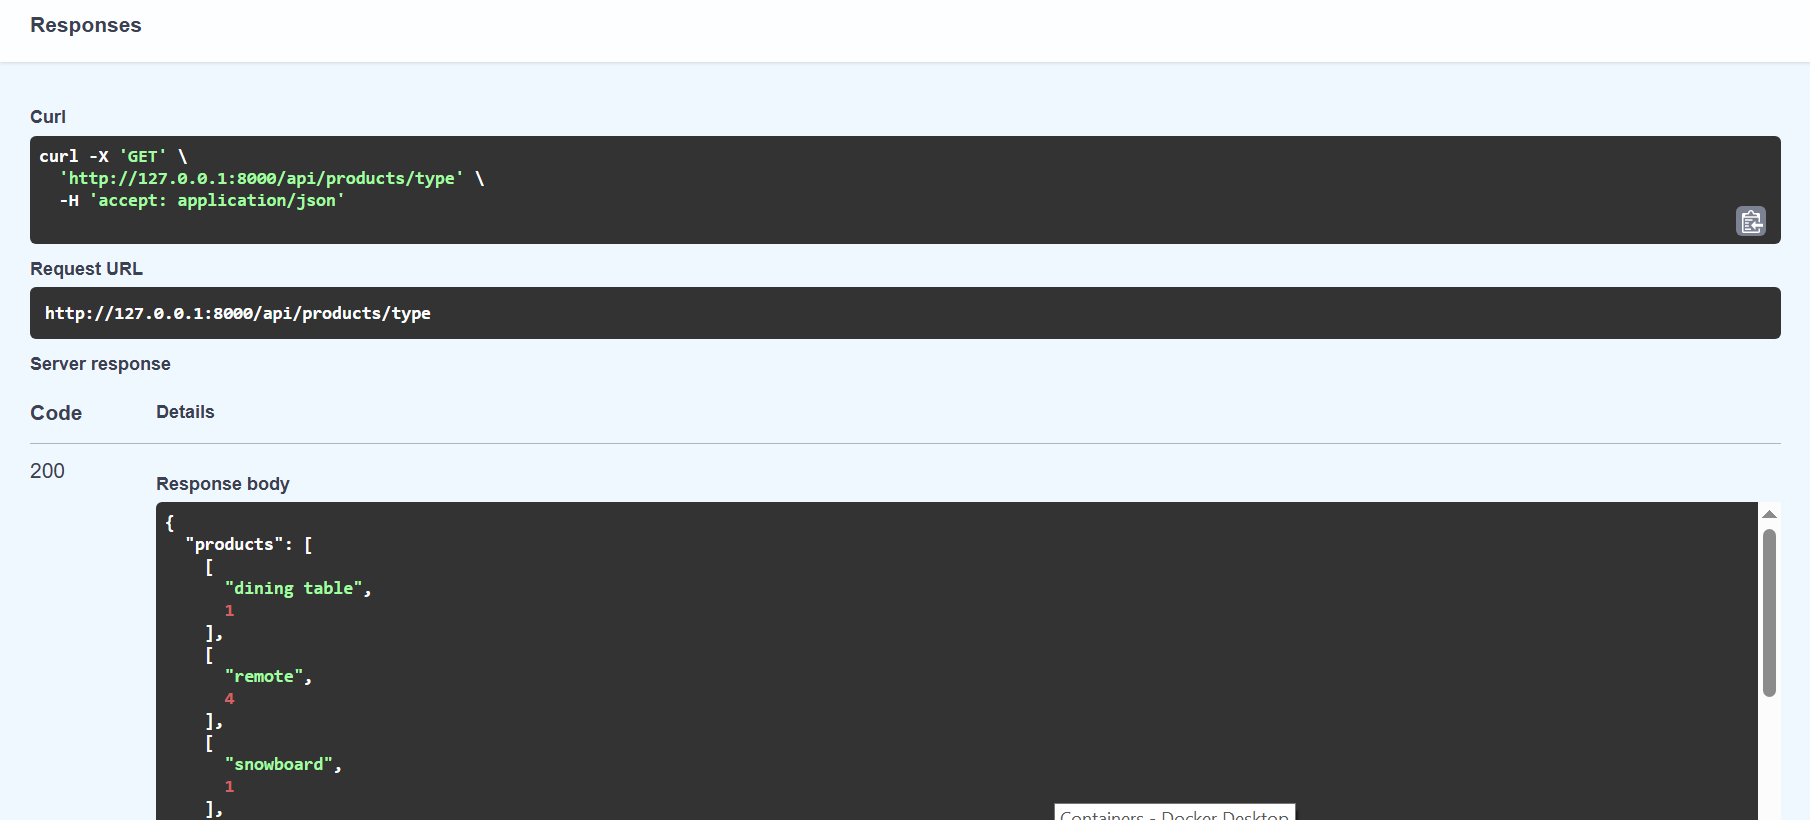 Responses
Curl
curl -X 'GET' \
  'http://127.0.0.1:8000/api/products/type' \
  -H 'accept: application/json'
Request URL
http://127.0.0.1:8000/api/products/type
Server response
Code Details
200
Response body
{
  "products": [
    [
      "dining table",
      1
    ],
    [
      "remote",
      4
    ],
    [
      "snowboard",
      1
    ],
Containers - Docker Desktop